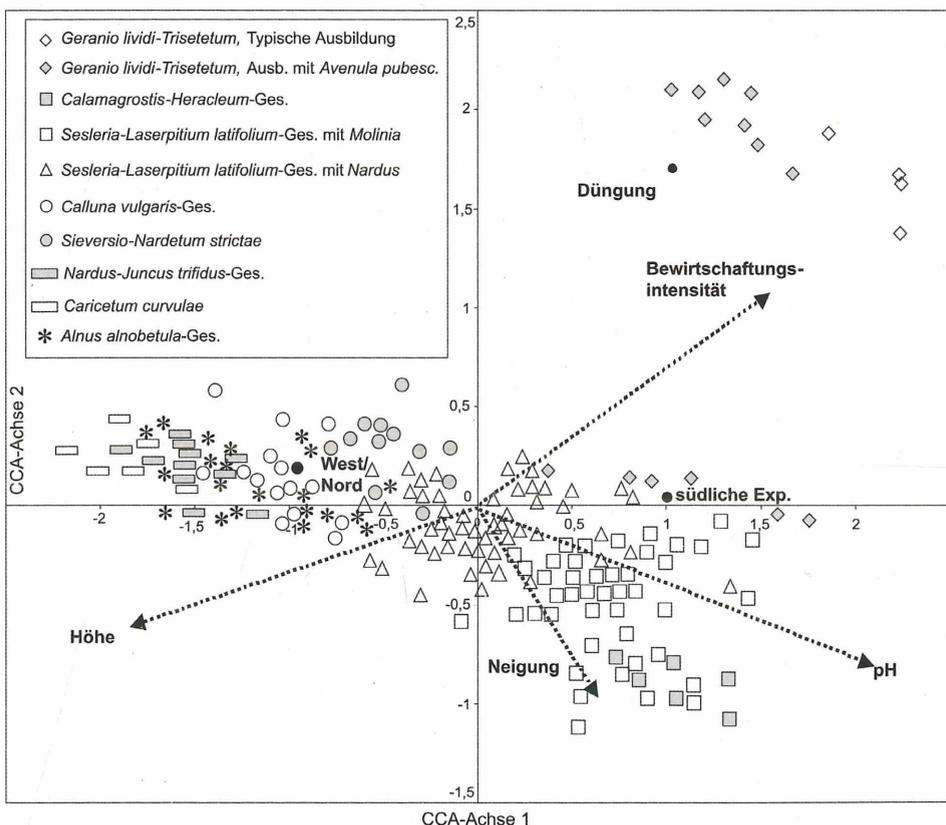 2,5
Geranio lividi-Trisetetum, Typische Ausbildung
Geranio lividi-Trisetetum, Ausb. mit Avenula pubesc.
Calamagrostis-Heracleum-Ges.
Sesleria-Laserpitium latifolium-Ges. mit Molinia
Sesleria-Laserpitium latifolium-Ges. mit Nardus
Calluna vulgaris-Ges.
Sieversio-Nardetum strictae
Nardus-Juncus trifidus-Ges.
Caricetum curvulae
Alnus alnobetula-Ges.
2
Düngung
1,5
Bewirtschaftungs-
intensität
1
0,5
CCA-Achse 2
West/
Nord
südliche Exp.
0
-2
-1,5
-1
-0,5
0
0,5
1
1,5
2
-0,5
Höhe
Neigung
pH
-1
-1,5
CCA-Achse 1